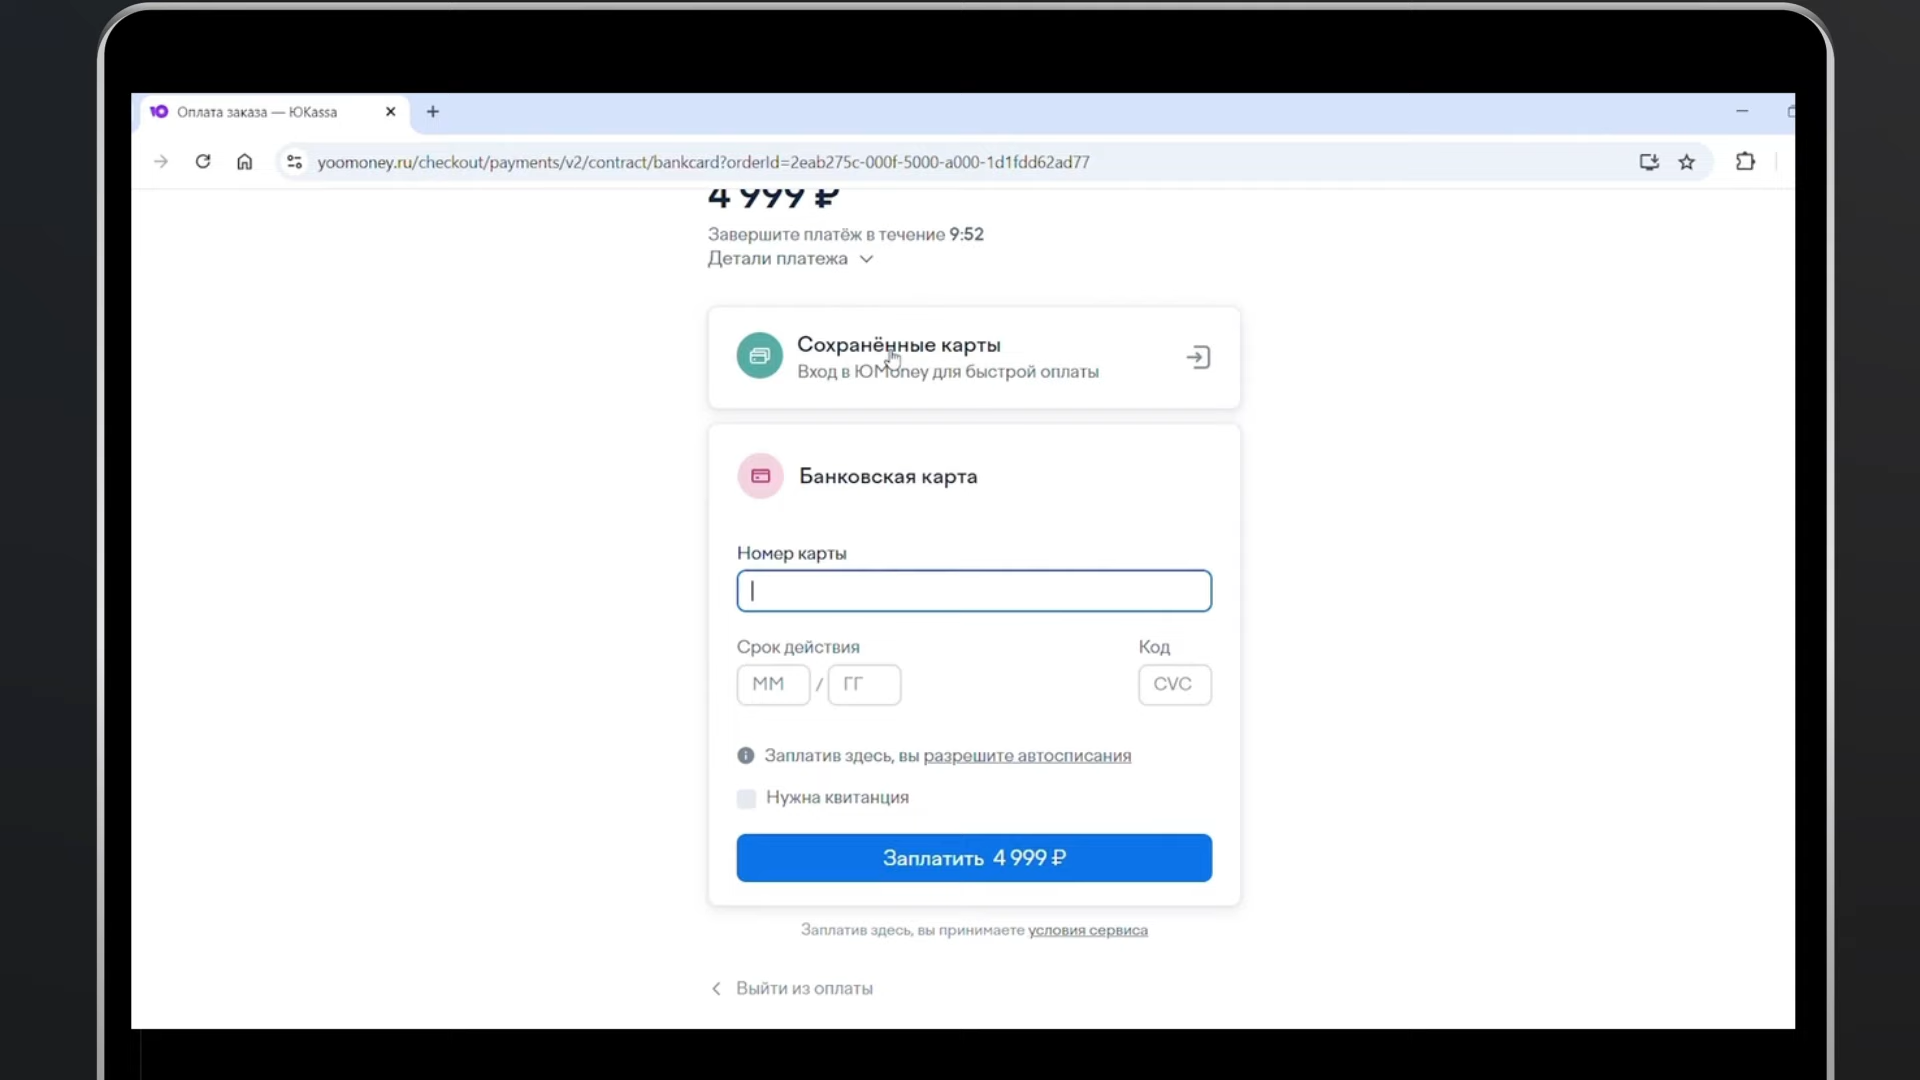 Оплата заказа — ЮKassa
yoomoney.ru/checkout/payments/v2/contract/bankcard?orderId=2eab275c-000f-5000-a000-1d1fdd62ad77
4 999 ₽
Завершите платёж в течение 9:52
Детали платежа
Сохранённые карты
Вход в ЮMoney для быстрой оплаты
Банковская карта
Номер карты
Срок действия Код
ММ / ГГ CVC
Заплатив здесь, вы разрешите автосписания
Нужна квитанция
Заплатить 4 999 ₽
Заплатив здесь, вы принимаете условия сервиса
Выйти из оплаты